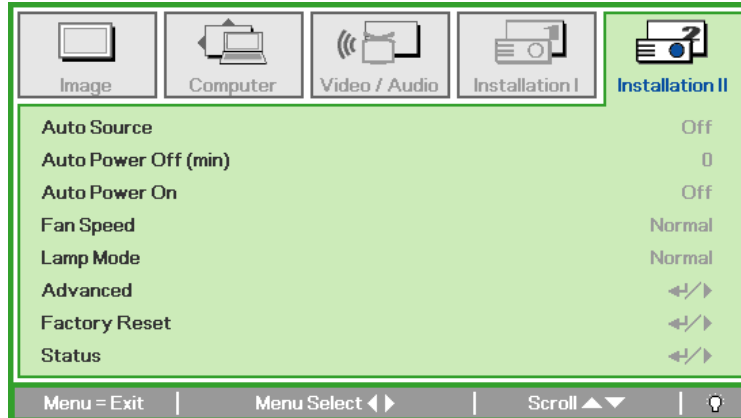 Image Computer Video / Audio Installation I Installation II
Auto Source Off
Auto Power Off (min) 0
Auto Power On Off
Fan Speed Normal
Lamp Mode Normal
Advanced
Factory Reset
Status
Menu = Exit Menu Select Scroll